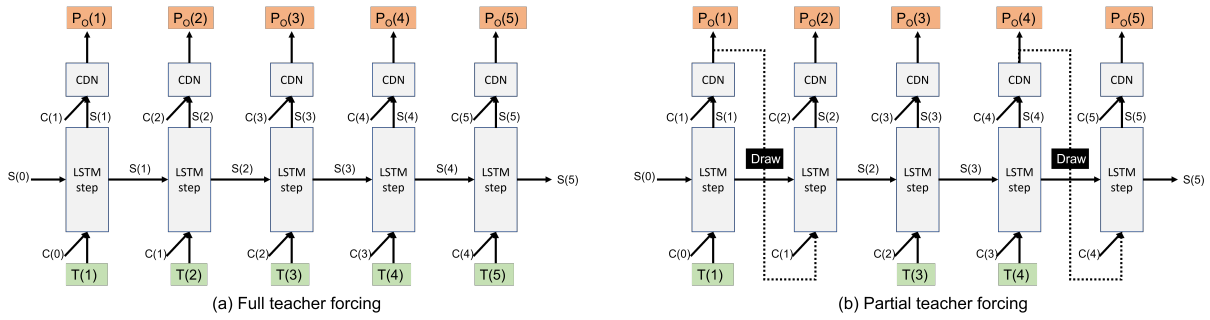 P_O(1) P_O(2) P_O(3) P_O(4) P_O(5)
CDN CDN CDN CDN CDN
C(1) S(1) C(2) S(2) C(3) S(3) C(4) S(4) C(5) S(5)
S(0) LSTM step S(1) LSTM step S(2) LSTM step S(3) LSTM step S(4) LSTM step S(5)
C(0) C(1) C(2) C(3) C(4)
T(1) T(2) T(3) T(4) T(5)
(a) Full teacher forcing
P_O(1) P_O(2) P_O(3) P_O(4) P_O(5)
CDN CDN CDN CDN CDN
C(1) S(1) C(2) S(2) C(3) S(3) C(4) S(4) C(5) S(5)
Draw Draw
S(0) LSTM step LSTM step S(2) LSTM step S(3) LSTM step LSTM step S(5)
C(0) C(1) C(2) C(3) C(4)
T(1) T(3) T(4)
(b) Partial teacher forcing